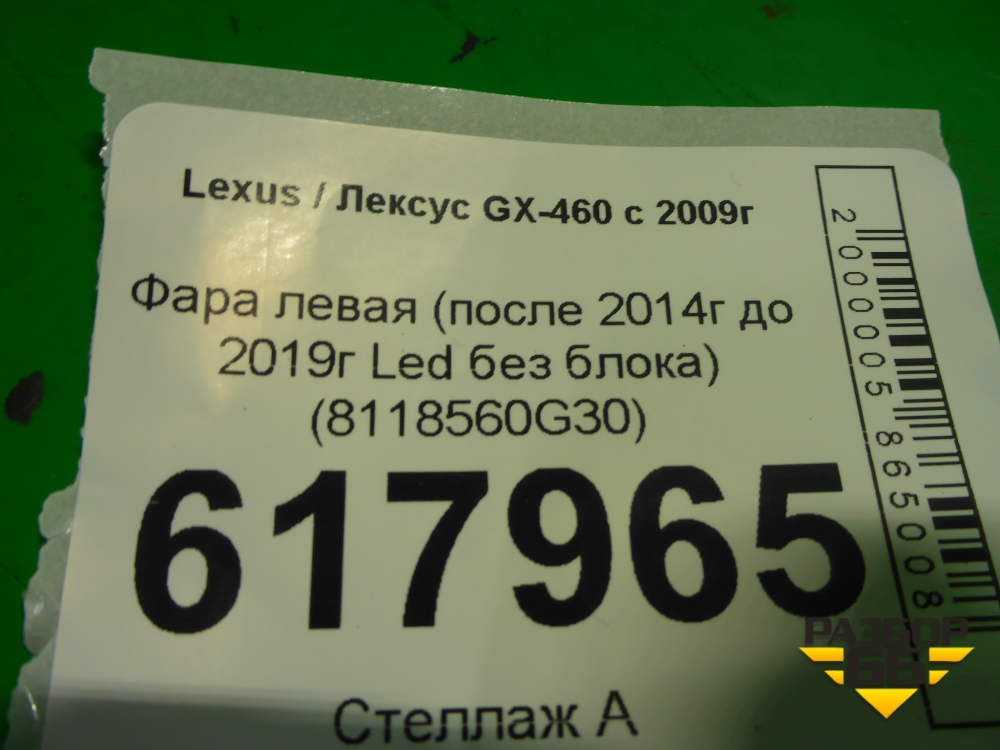 Lexus / Лексус GX-460 с 2009г
Фара левая (после 2014г до
2019г Led без блока)
(8118560G30)
617965
Стеллаж А
2000005865008
РАЗБОР
66